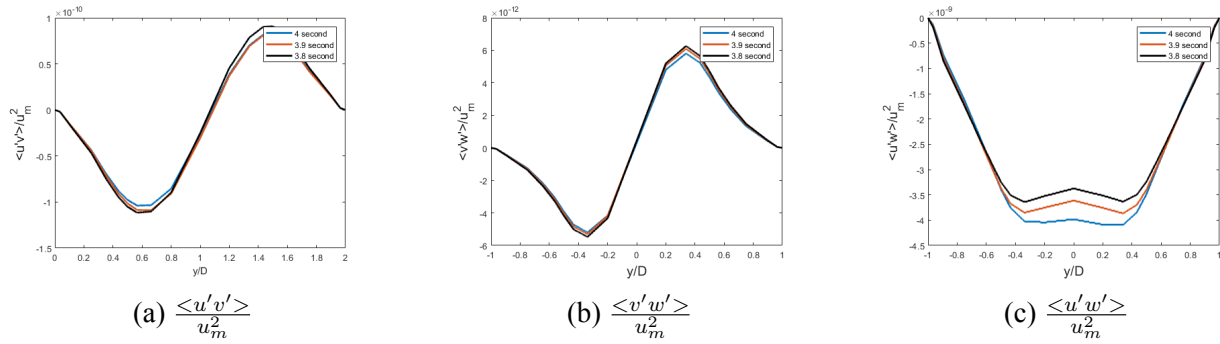 ×10⁻¹⁰
1
0.5
0
-0.5
-1
-1.5
0 0.2 0.4 0.6 0.8 1 1.2 1.4 1.6 1.8 2
y/D
<u'v'>/u²ₘ
4 second
3.9 second
3.8 second
(a) <u'v'>/u²ₘ
×10⁻¹²
8
6
4
2
0
-2
-4
-6
-1 -0.8 -0.6 -0.4 -0.2 0 0.2 0.4 0.6 0.8 1
y/D
<v'w'>/u²ₘ
4 second
3.9 second
3.8 second
(b) <v'w'>/u²ₘ
×10⁻⁹
0
-0.5
-1
-1.5
-2
-2.5
-3
-3.5
-4
-4.5
-1 -0.8 -0.6 -0.4 -0.2 0 0.2 0.4 0.6 0.8 1
y/D
<u'w'>/u²ₘ
4 second
3.9 second
3.8 second
(c) <u'w'>/u²ₘ